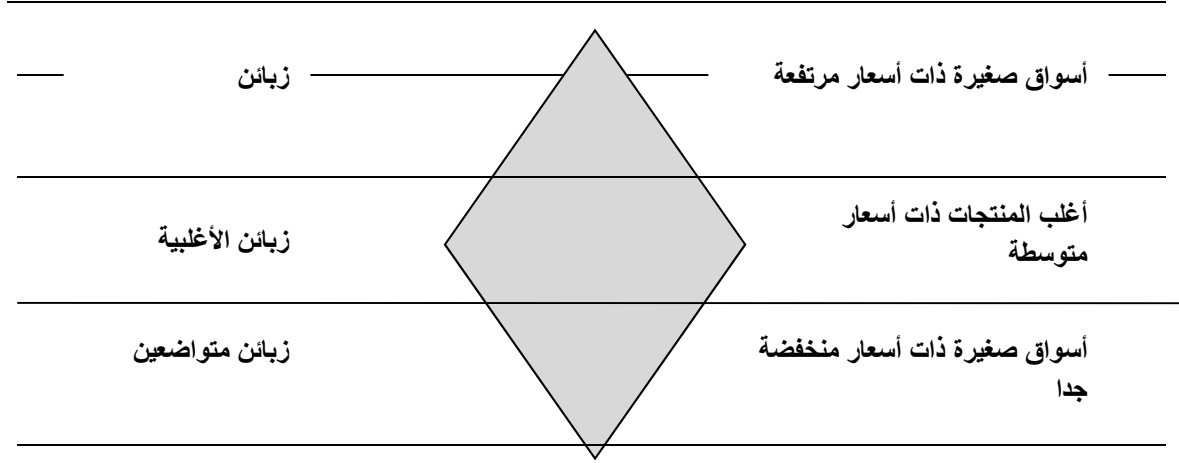 أسواق صغيرة ذات أسعار مرتفعة
زبائن
أغلب المنتجات ذات أسعار
متوسطة
زبائن الأغلبية
أسواق صغيرة ذات أسعار منخفضة
جدا
زبائن متواضعين